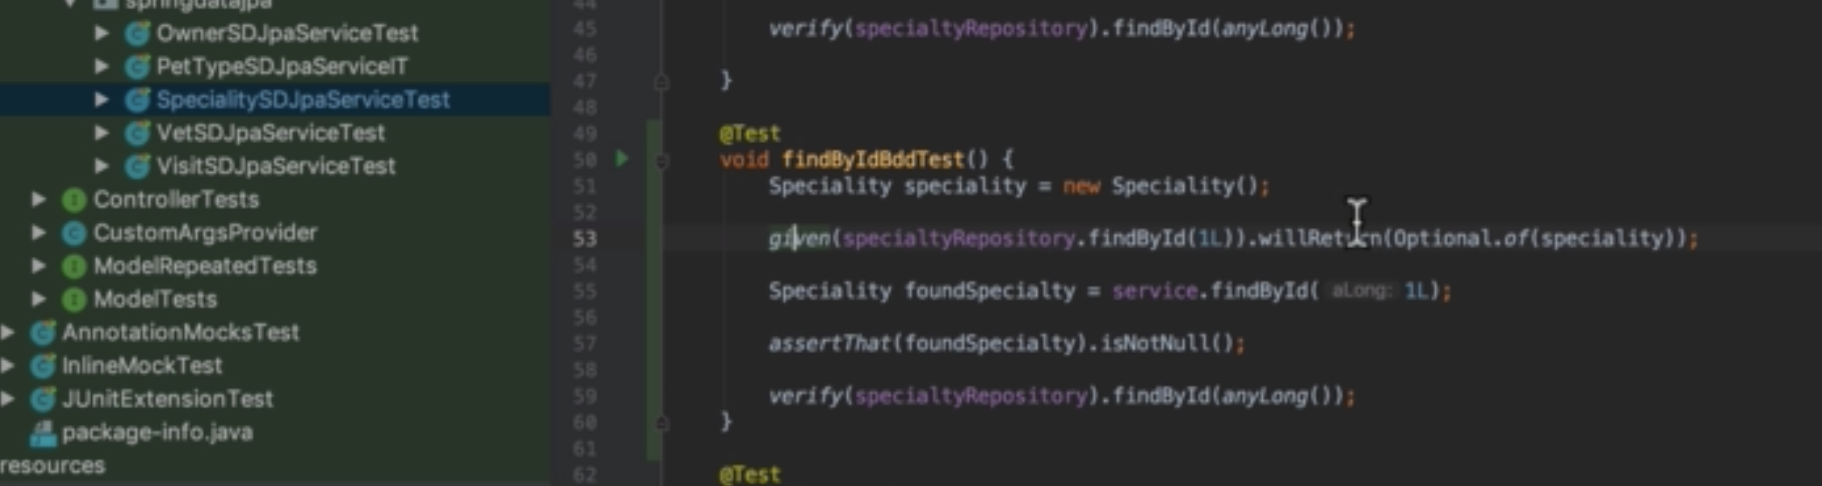 springdatajpa
OwnerSDJpaServiceTest
PetTypeSDJpaServiceIT
SpecialitySDJpaServiceTest
VetSDJpaServiceTest
VisitSDJpaServiceTest
ControllerTests
CustomArgsProvider
ModelRepeatedTests
ModelTests
AnnotationMocksTest
InlineMockTest
JUnitExtensionTest
package-info.java
resources
44
45 verify(specialtyRepository).findById(anyLong());
46
47 }
48
49 @Test
50 void findByIdBddTest() {
51 Speciality speciality = new Speciality();
52
53 given(specialtyRepository.findById(1L)).willReturn(Optional.of(speciality));
54
55 Speciality foundSpecialty = service.findById( aLong: 1L);
56
57 assertThat(foundSpecialty).isNotNull();
58
59 verify(specialtyRepository).findById(anyLong());
60 }
61
62 @Test